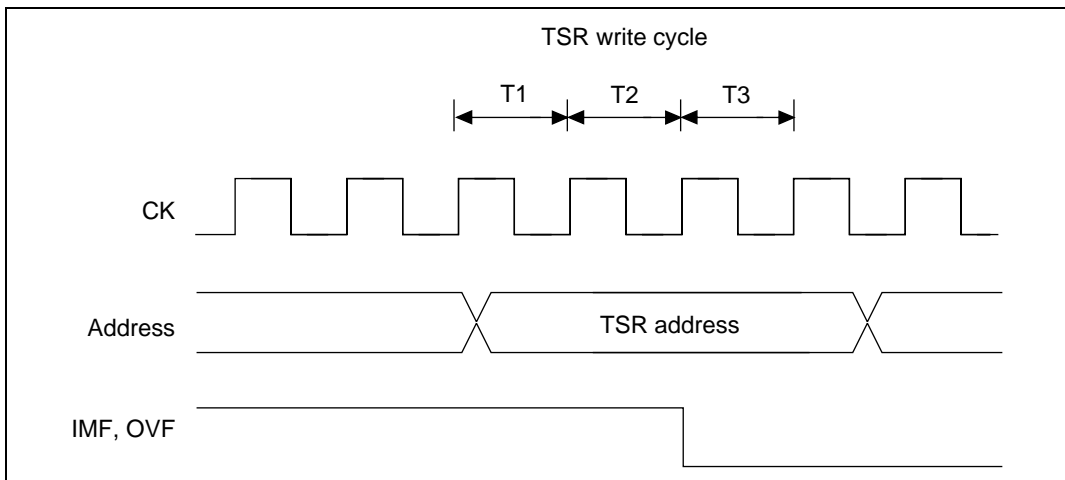 TSR write cycle
T1 T2 T3
CK
Address TSR address
IMF, OVF